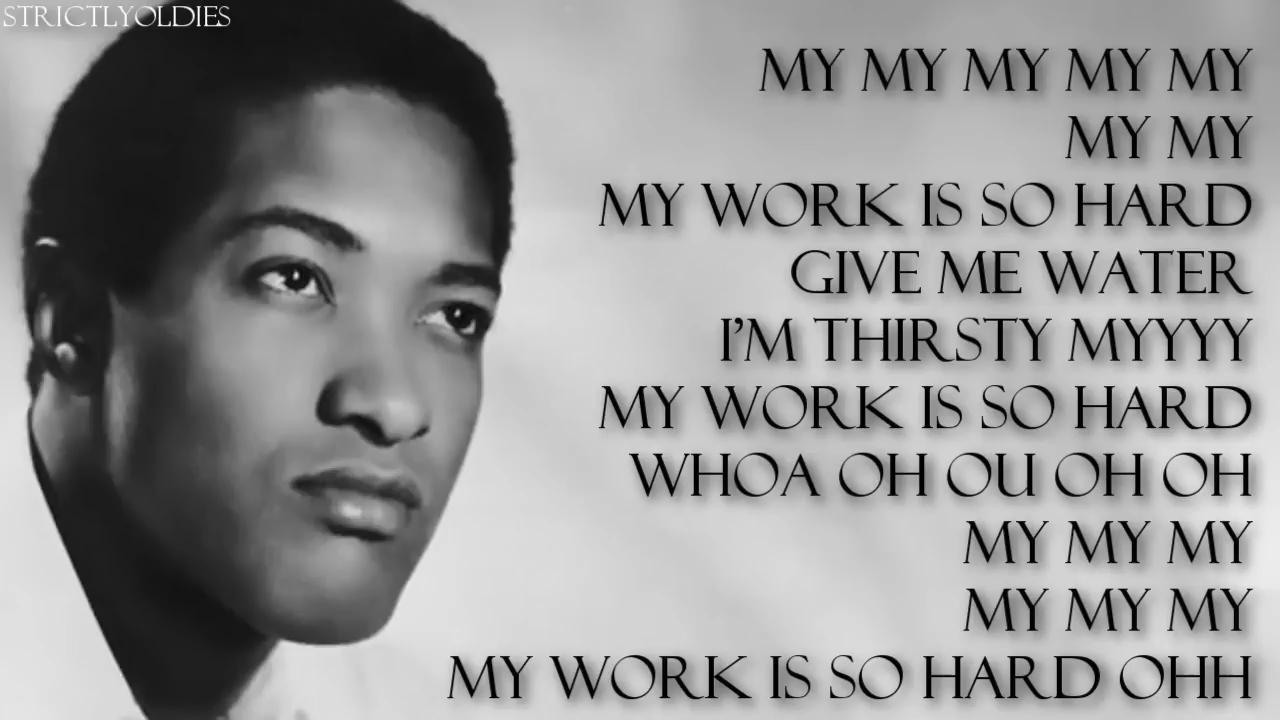 STRICTLYOLDIES
MY MY MY MY MY
MY MY
MY WORK IS SO HARD
GIVE ME WATER
I'M THIRSTY MYYYY
MY WORK IS SO HARD
WHOA OH OU OH OH
MY MY MY
MY MY MY
MY WORK IS SO HARD OHH